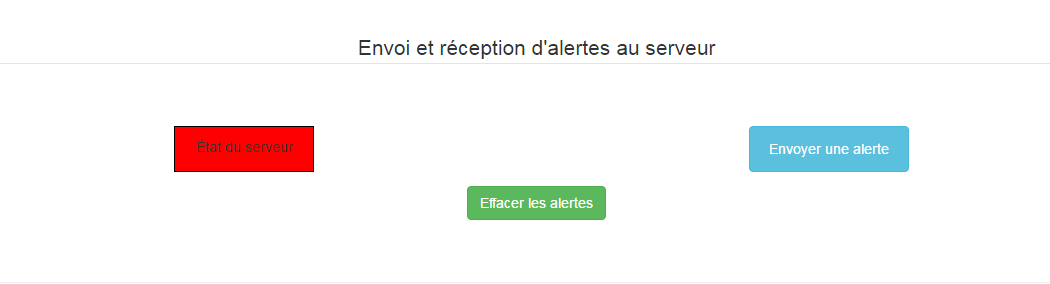 Envoi et réception d'alertes au serveur
État du serveur
Envoyer une alerte
Effacer les alertes